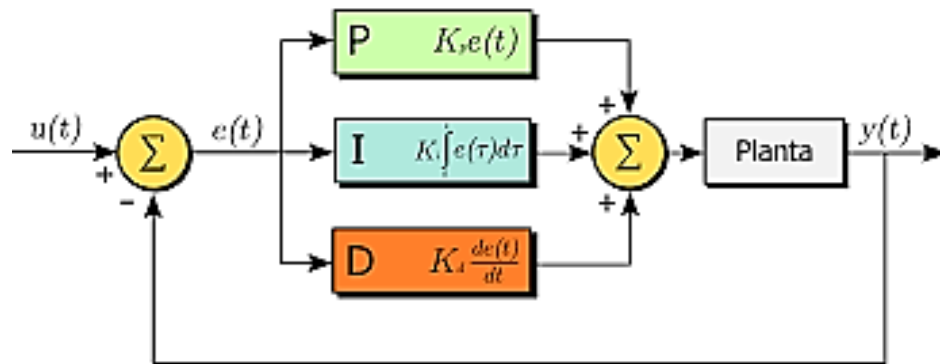 P K_p e(t)
u(t) Σ e(t) + -
I K_i ∫ e(τ)dτ
+ + + Σ
Planta y(t)
D K_d de(t)/dt